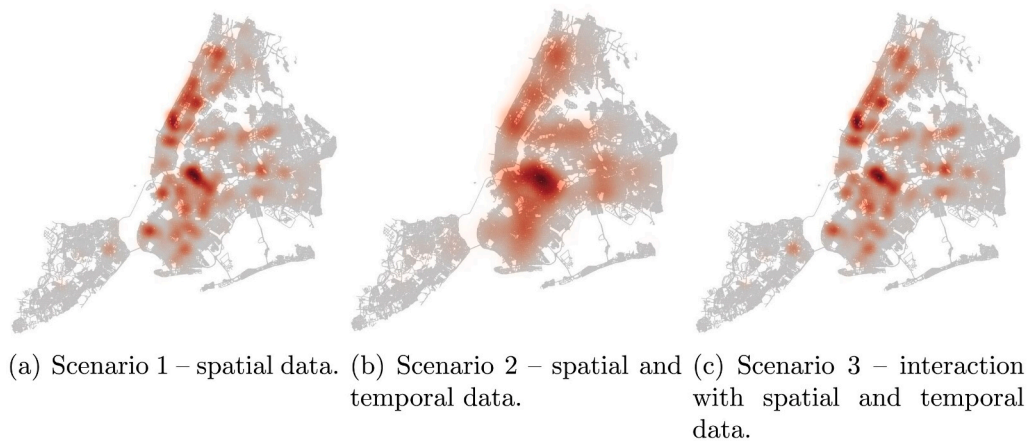 (a) Scenario 1 – spatial data.
(b) Scenario 2 – spatial and
temporal data.
(c) Scenario 3 – interaction
with spatial and temporal
data.